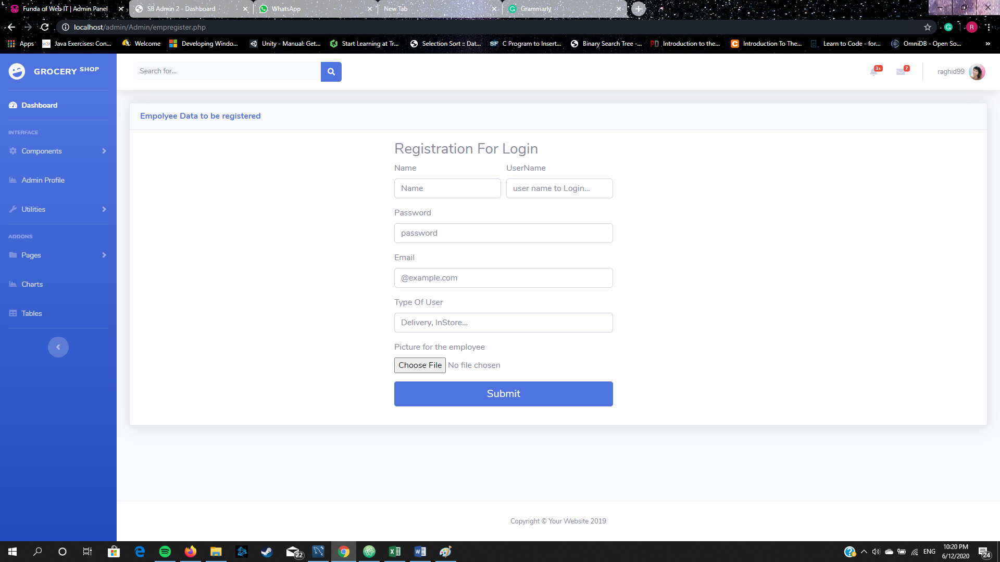 Funda of Web IT | Admin Panel
SB Admin 2 - Dashboard
WhatsApp
New Tab
Grammarly
localhost/admin/Admin/empregister.php
R
Apps
Java Exercises: Con...
Welcome
Developing Windo...
Unity - Manual: Get...
Start Learning at Tr...
Selection Sort :: Dat...
C Program to Insert...
Binary Search Tree -...
Introduction to the...
Introduction To The...
Learn to Code - for...
OmniDB - Open So...
»
GROCERY SHOP
Search for...
3+
7
raghid99
Dashboard
INTERFACE
Components
Admin Profile
Utilities
ADDONS
Pages
Charts
Tables
Empolyee Data to be registered
Registration For Login
Name
UserName
Name
user name to Login...
Password
password
Email
@example.com
Type Of User
Delivery, InStore...
Picture for the employee
Choose File No file chosen
Submit
Copyright © Your Website 2019
22
ENG
10:20 PM
6/12/2020
24